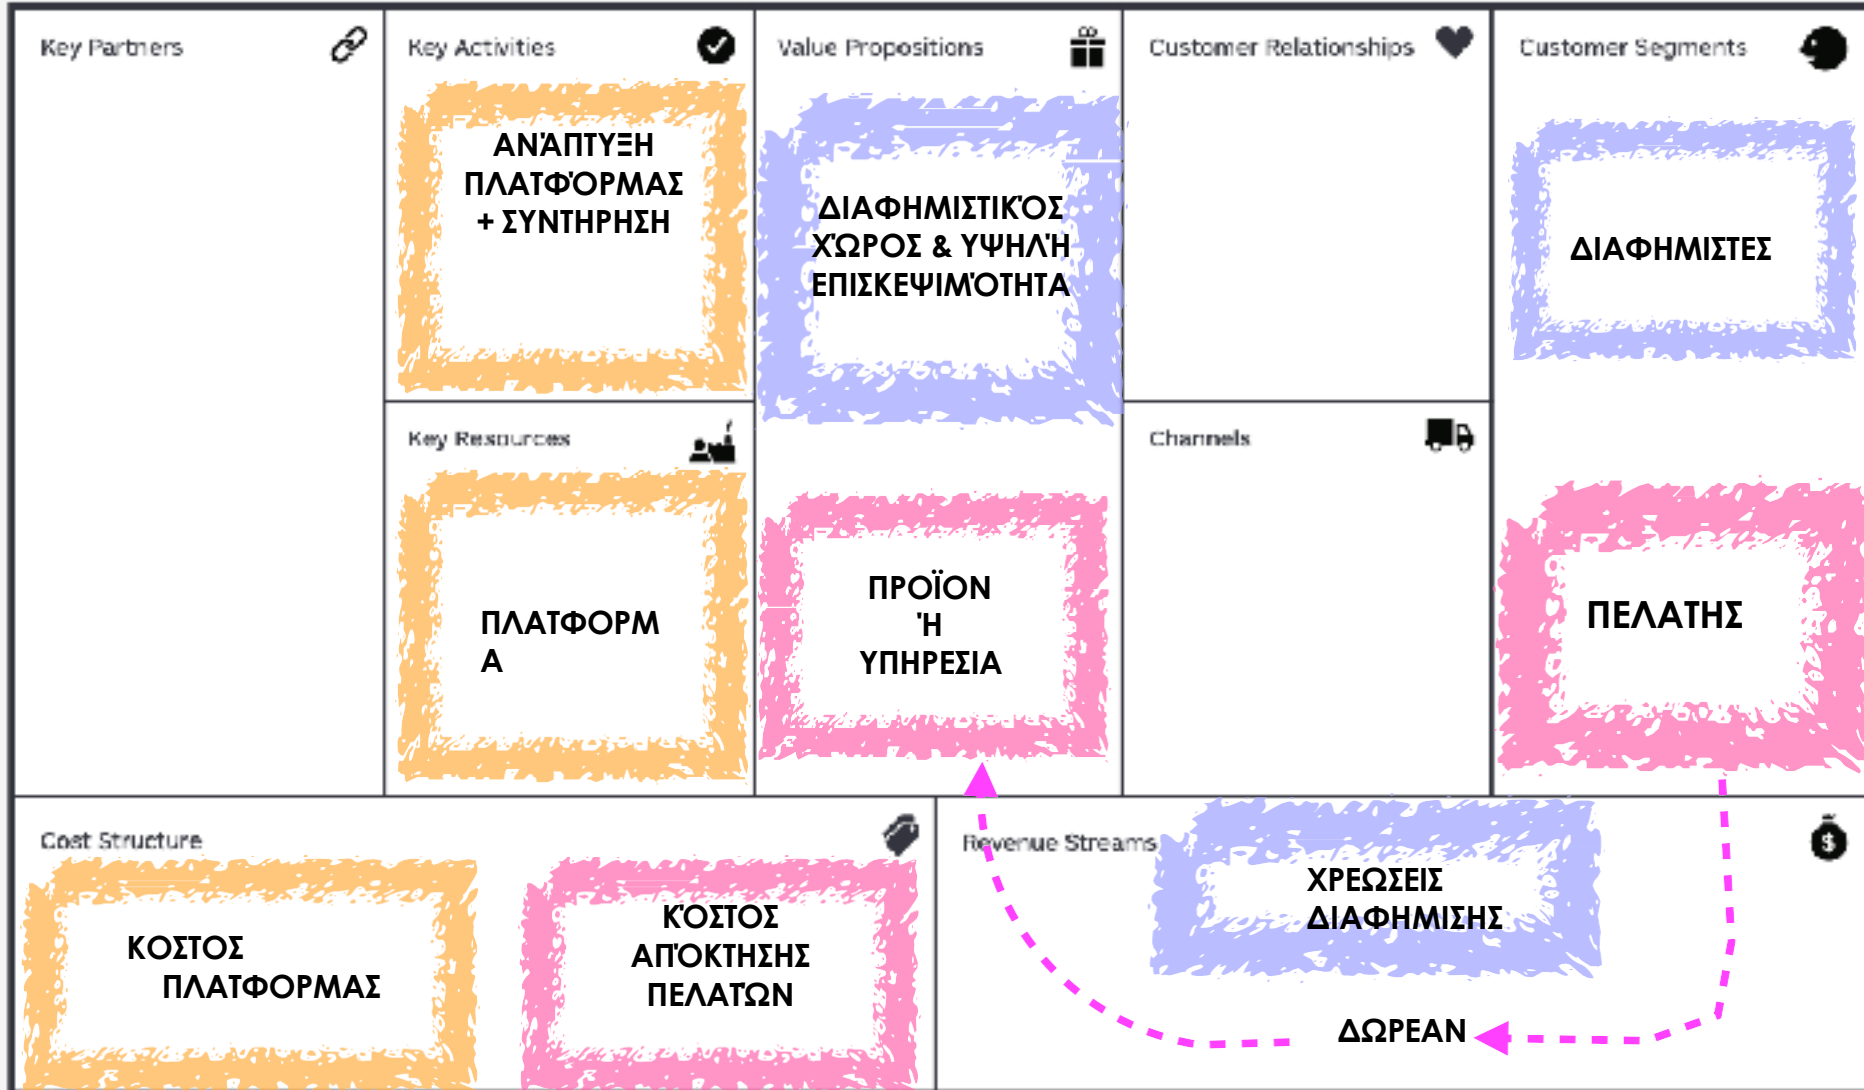 Key Partners
Key Activities
ΑΝΆΠΤΥΞΗ
ΠΛΑΤΦΌΡΜΑΣ
+ ΣΥΝΤΗΡΗΣΗ
Key Resources
ΠΛΑΤΦΟΡΜ
Α
Value Propositions
ΔΙΑΦΗΜΙΣΤΙΚΌΣ
ΧΏΡΟΣ & ΥΨΗΛΉ
ΕΠΙΣΚΕΨΙΜΌΤΗΤΑ
ΠΡΟΪΟΝ
Ή
ΥΠΗΡΕΣΙΑ
Customer Relationships
Channels
Customer Segments
ΔΙΑΦΗΜΙΣΤΕΣ
ΠΕΛΑΤΗΣ
Cost Structure
ΚΟΣΤΟΣ
ΠΛΑΤΦΟΡΜΑΣ
ΚΌΣΤΟΣ
ΑΠΌΚΤΗΣΗΣ
ΠΕΛΑΤΏΝ
Revenue Streams
ΧΡΕΩΣΕΙΣ
ΔΙΑΦΗΜΙΣΗΣ
ΔΩΡΕΑΝ